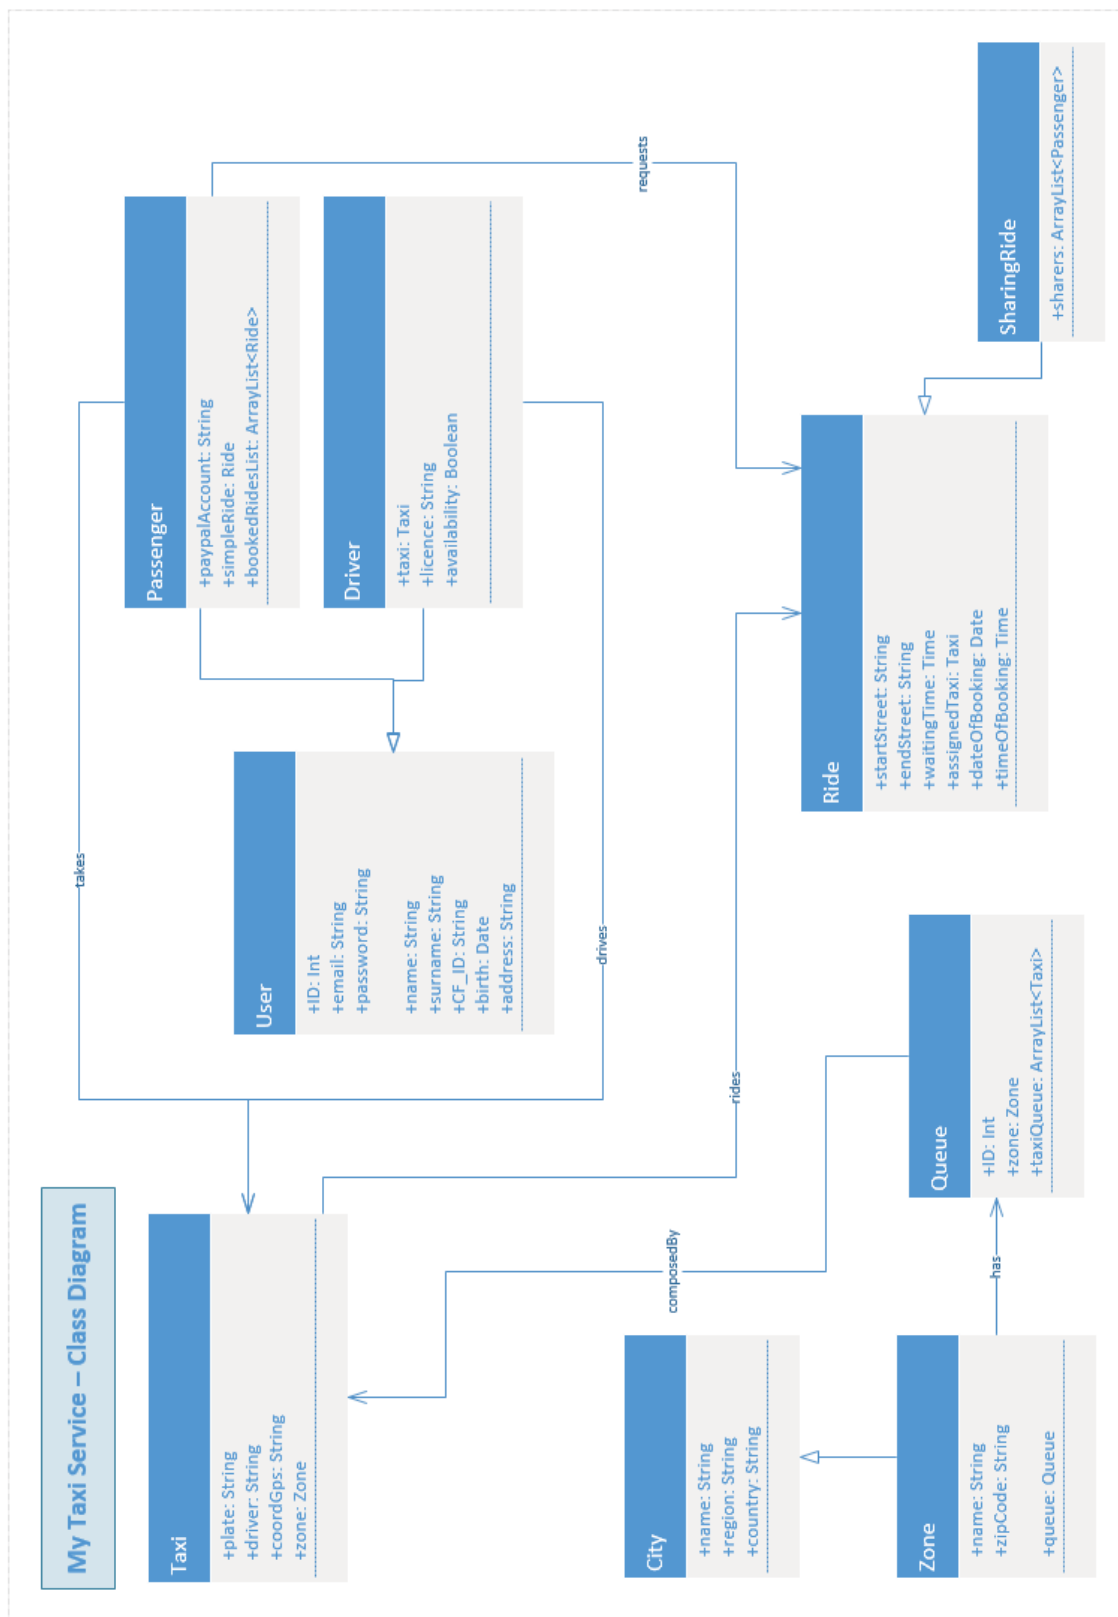 My Taxi Service – Class Diagram
Taxi
+plate: String
+driver: String
+coordGps: String
+zone: Zone
takes
User
+ID: Int
+email: String
+password: String
+name: String
+surname: String
+CF_ID: String
+birth: Date
+address: String
Passenger
+paypalAccount: String
+simpleRide: Ride
+bookedRidesList: ArrayList<Ride>
Driver
+taxi: Taxi
+licence: String
+availability: Boolean
drives
requests
composedBy
rides
City
+name: String
+region: String
+country: String
Zone
+name: String
+zipCode: String
+queue: Queue
has
Queue
+ID: Int
+zone: Zone
+taxiQueue: ArrayList<Taxi>
Ride
+startStreet: String
+endStreet: String
+waitingTime: Time
+assignedTaxi: Taxi
+dateOfBooking: Date
+timeOfBooking: Time
SharingRide
+sharers: ArrayList<Passenger>